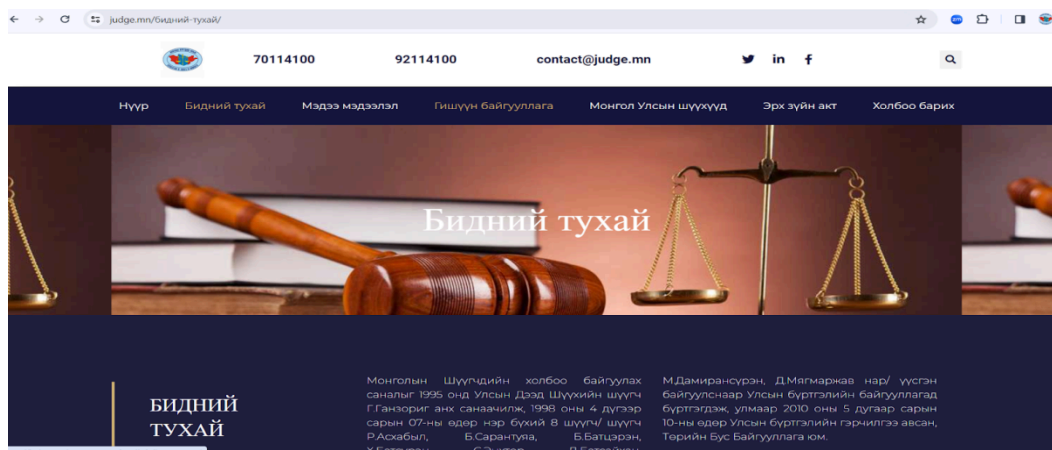 judge.mn/бидний-тухай/
70114100 92114100 contact@judge.mn
Нүүр Бидний тухай Мэдээ мэдээлэл Гишүүн байгууллага Монгол Улсын шүүхүүд Эрх зүйн акт Холбоо барих
Бидний тухай
БИДНИЙ
ТУХАЙ
Монголын Шүүгчдийн холбоо байгуулах
саналыг 1995 онд Улсын Дээд Шүүхийн шүүгч
Г.Ганзориг анх санаачилж, 1998 оны 4 дүгээр
сарын 07-ны өдөр нэр бүхий 8 шүүгч/ шүүгч
Р.Асхабыл, Б.Сарантуяа, Б.Батцэрэн,
М.Дамирансүрэн, Д.Мягмаржав нар/ үүсгэн
байгуулснаар Улсын бүртгэлийн байгууллагад
бүртгэгдэж, улмаар 2010 оны 5 дугаар сарын
10-ны өдөр Улсын бүртгэлийн гэрчилгээ авсан,
Төрийн Бус Байгууллага юм.